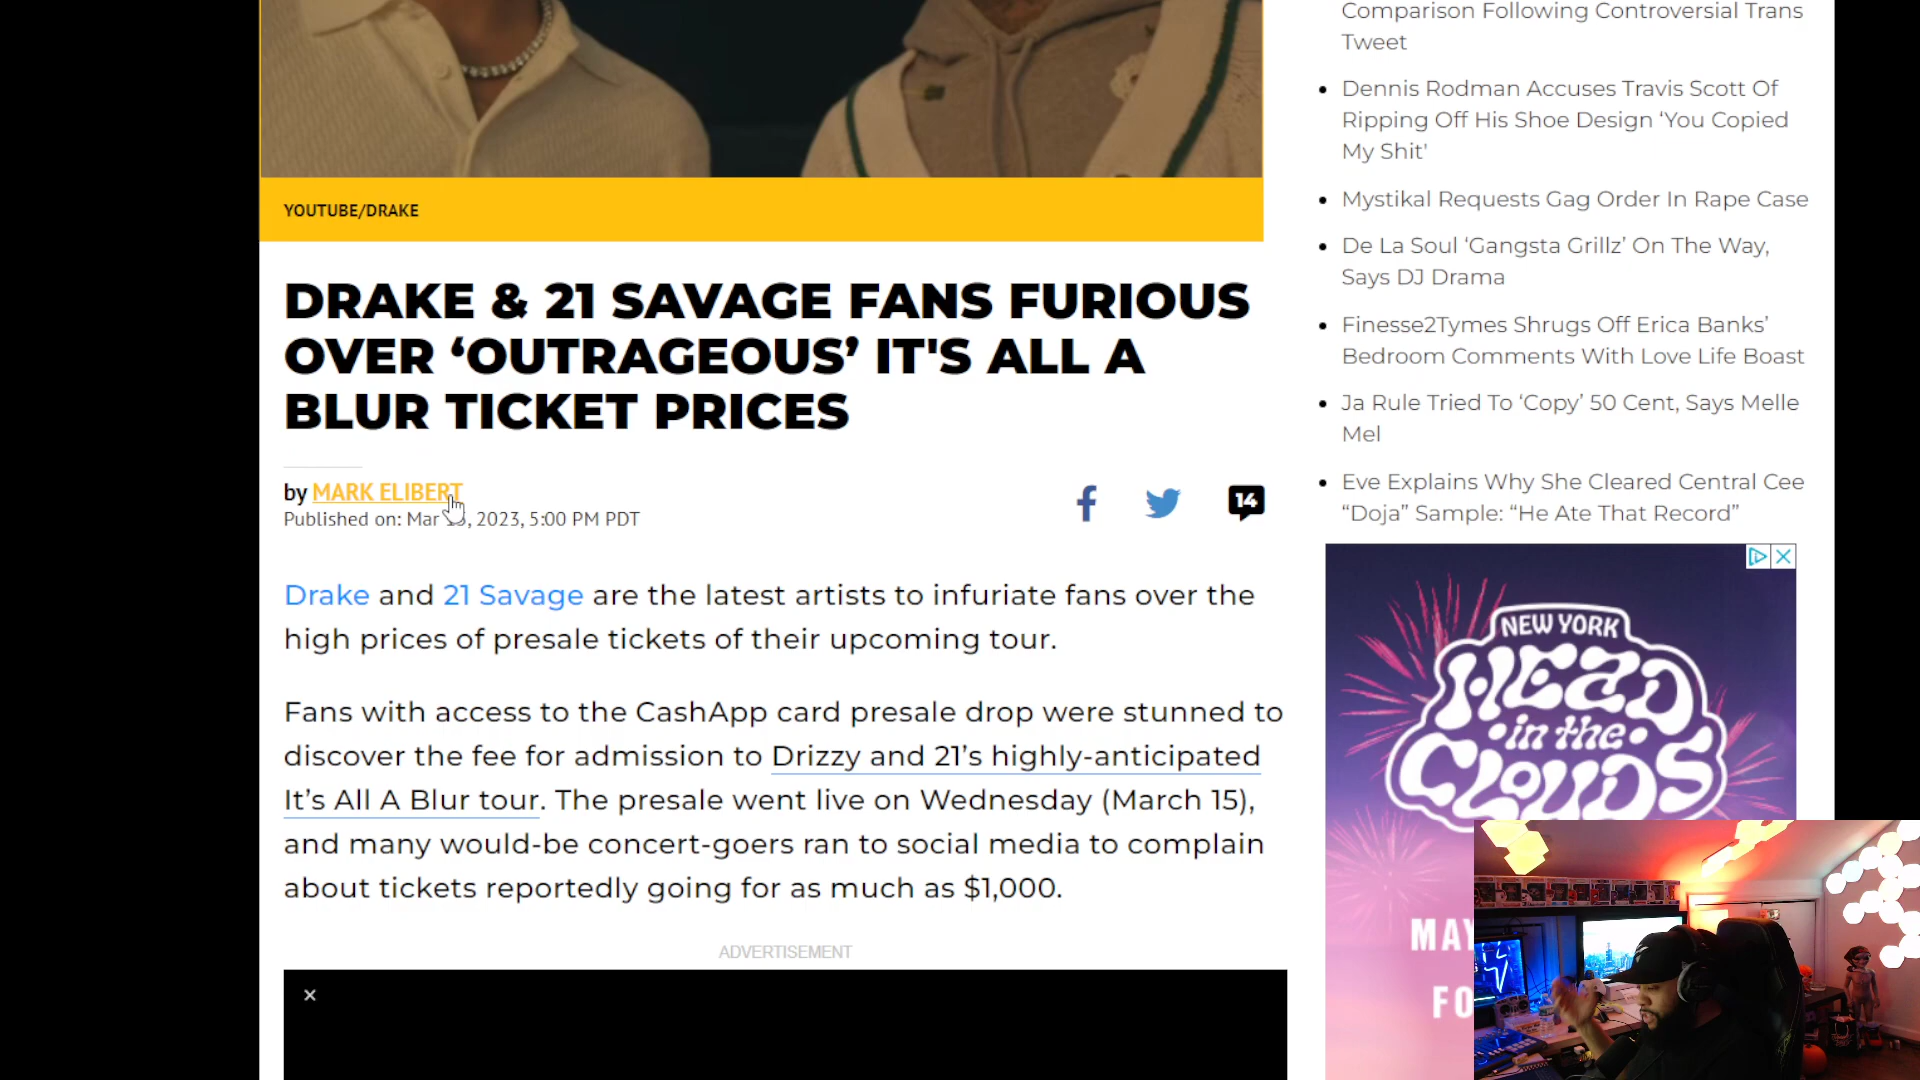 YOUTUBE/DRAKE
DRAKE & 21 SAVAGE FANS FURIOUS
OVER ‘OUTRAGEOUS’ IT'S ALL A
BLUR TICKET PRICES
by MARK ELIBERT
Published on: Mar , 2023, 5:00 PM PDT
14
Drake and 21 Savage are the latest artists to infuriate fans over the
high prices of presale tickets of their upcoming tour.
Fans with access to the CashApp card presale drop were stunned to
discover the fee for admission to Drizzy and 21’s highly-anticipated
It’s All A Blur tour. The presale went live on Wednesday (March 15),
and many would-be concert-goers ran to social media to complain
about tickets reportedly going for as much as $1,000.
ADVERTISEMENT
Comparison Following Controversial Trans
Tweet
Dennis Rodman Accuses Travis Scott Of
Ripping Off His Shoe Design ‘You Copied
My Shit'
Mystikal Requests Gag Order In Rape Case
De La Soul ‘Gangsta Grillz’ On The Way,
Says DJ Drama
Finesse2Tymes Shrugs Off Erica Banks’
Bedroom Comments With Love Life Boast
Ja Rule Tried To ‘Copy’ 50 Cent, Says Melle
Mel
Eve Explains Why She Cleared Central Cee
“Doja” Sample: “He Ate That Record”
NEW YORK
HEAD
in the
CLOUDS
MAY
FO